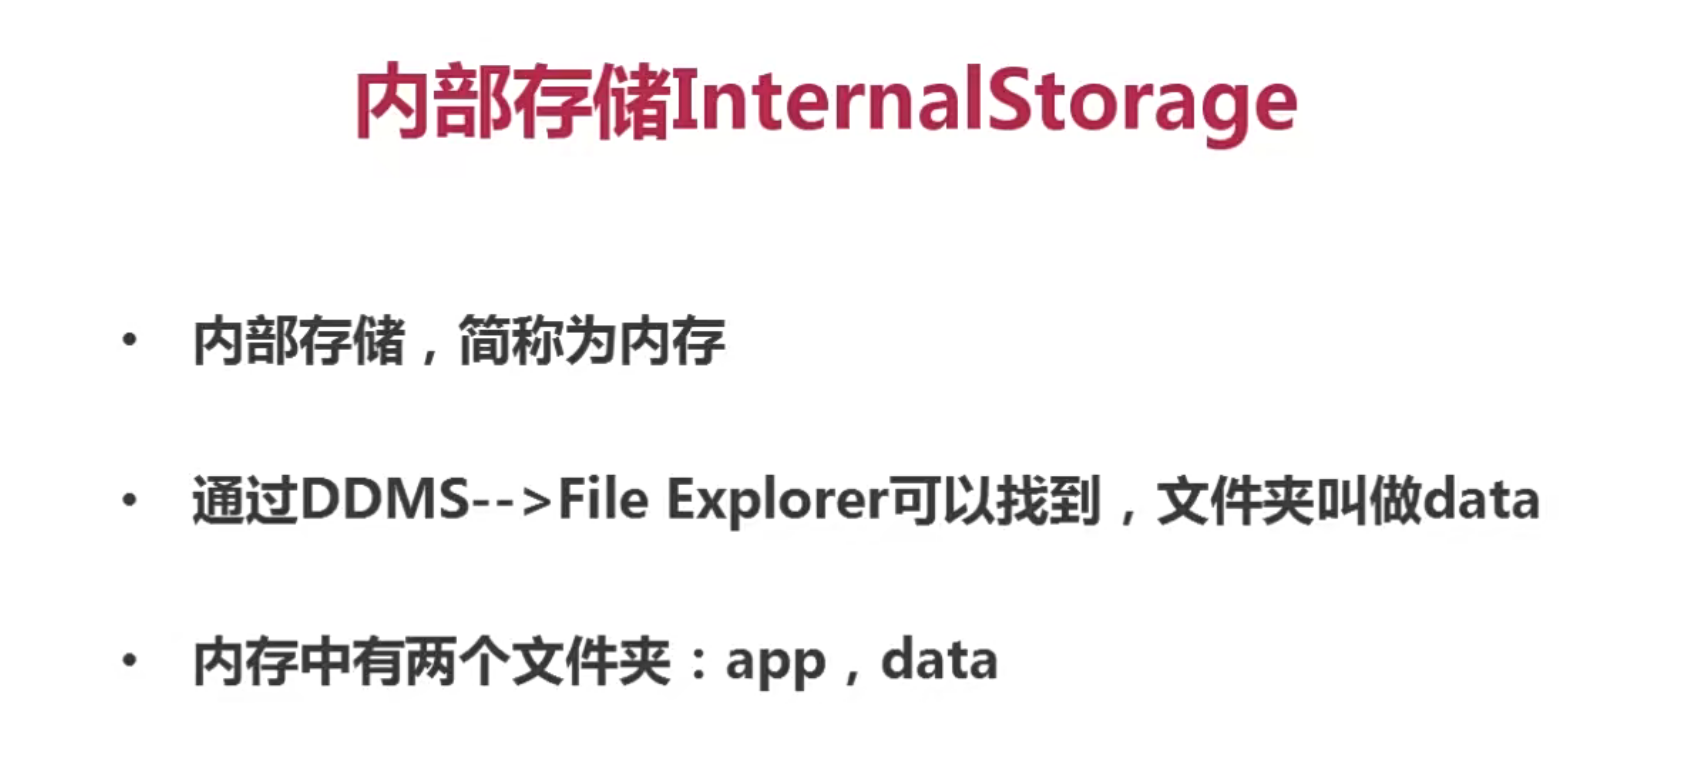 内部存储InternalStorage
• 内部存储，简称为内存
• 通过DDMS-->File Explorer可以找到，文件夹叫做data
• 内存中有两个文件夹：app，data